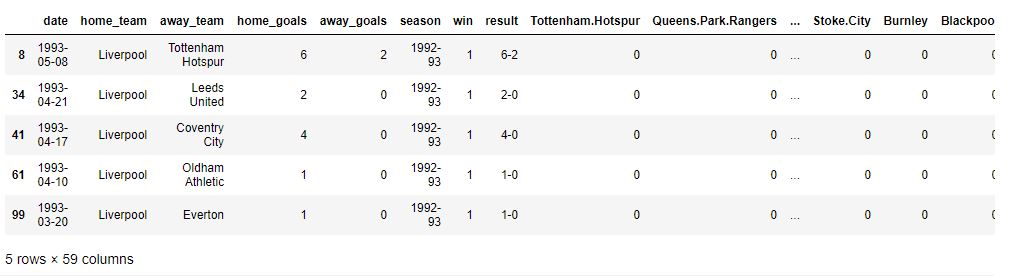 date home_team away_team home_goals away_goals season win result Tottenham.Hotspur Queens.Park.Rangers ... Stoke.City Burnley Blackpoo
8 1993-05-08 Liverpool Tottenham Hotspur 6 2 1992-93 1 6-2 0 0 ... 0 0 0
34 1993-04-21 Liverpool Leeds United 2 0 1992-93 1 2-0 0 0 ... 0 0 0
41 1993-04-17 Liverpool Coventry City 4 0 1992-93 1 4-0 0 0 ... 0 0 0
61 1993-04-10 Liverpool Oldham Athletic 1 0 1992-93 1 1-0 0 0 ... 0 0 0
99 1993-03-20 Liverpool Everton 1 0 1992-93 1 1-0 0 0 ... 0 0 0
5 rows × 59 columns